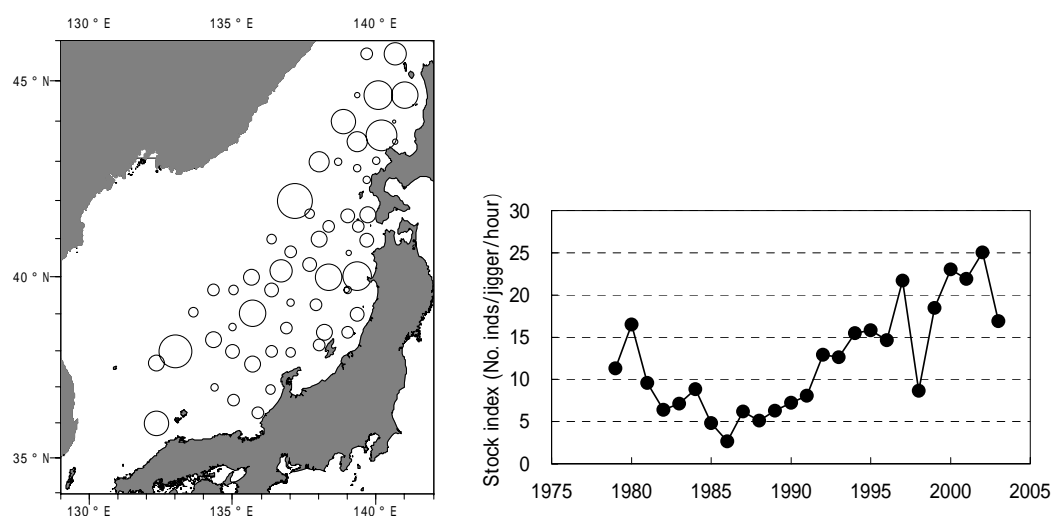 130 ° E 135 ° E 140 ° E
45 ° N
40 ° N
35 ° N
130 ° E 135 ° E 140 ° E
Stock index (No. inds/jigger/hour)
30
25
20
15
10
5
0
1975 1980 1985 1990 1995 2000 2005